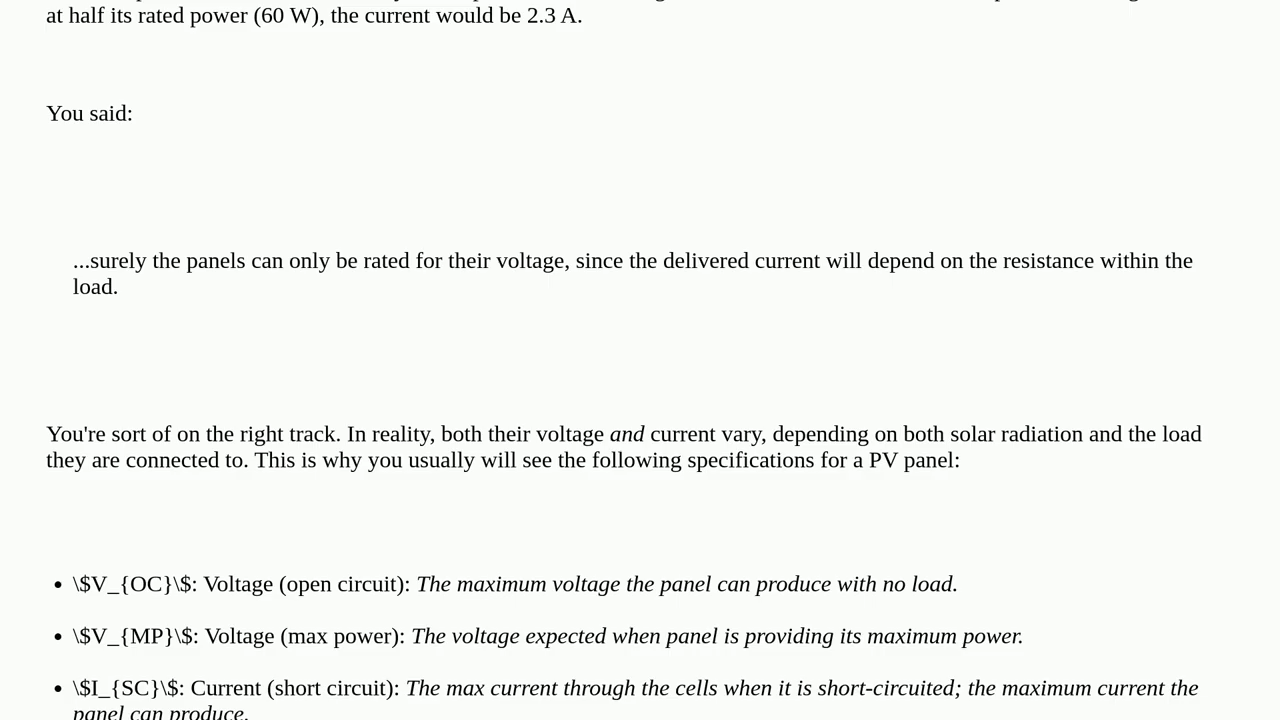 at half its rated power (60 W), the current would be 2.3 A.
You said:
...surely the panels can only be rated for their voltage, since the delivered current will depend on the resistance within the
load.
You're sort of on the right track. In reality, both their voltage and current vary, depending on both solar radiation and the load
they are connected to. This is why you usually will see the following specifications for a PV panel:
• \$V_{OC}\$: Voltage (open circuit): The maximum voltage the panel can produce with no load.
• \$V_{MP}\$: Voltage (max power): The voltage expected when panel is providing its maximum power.
• \$I_{SC}\$: Current (short circuit): The max current through the cells when it is short-circuited; the maximum current the
panel can produce.